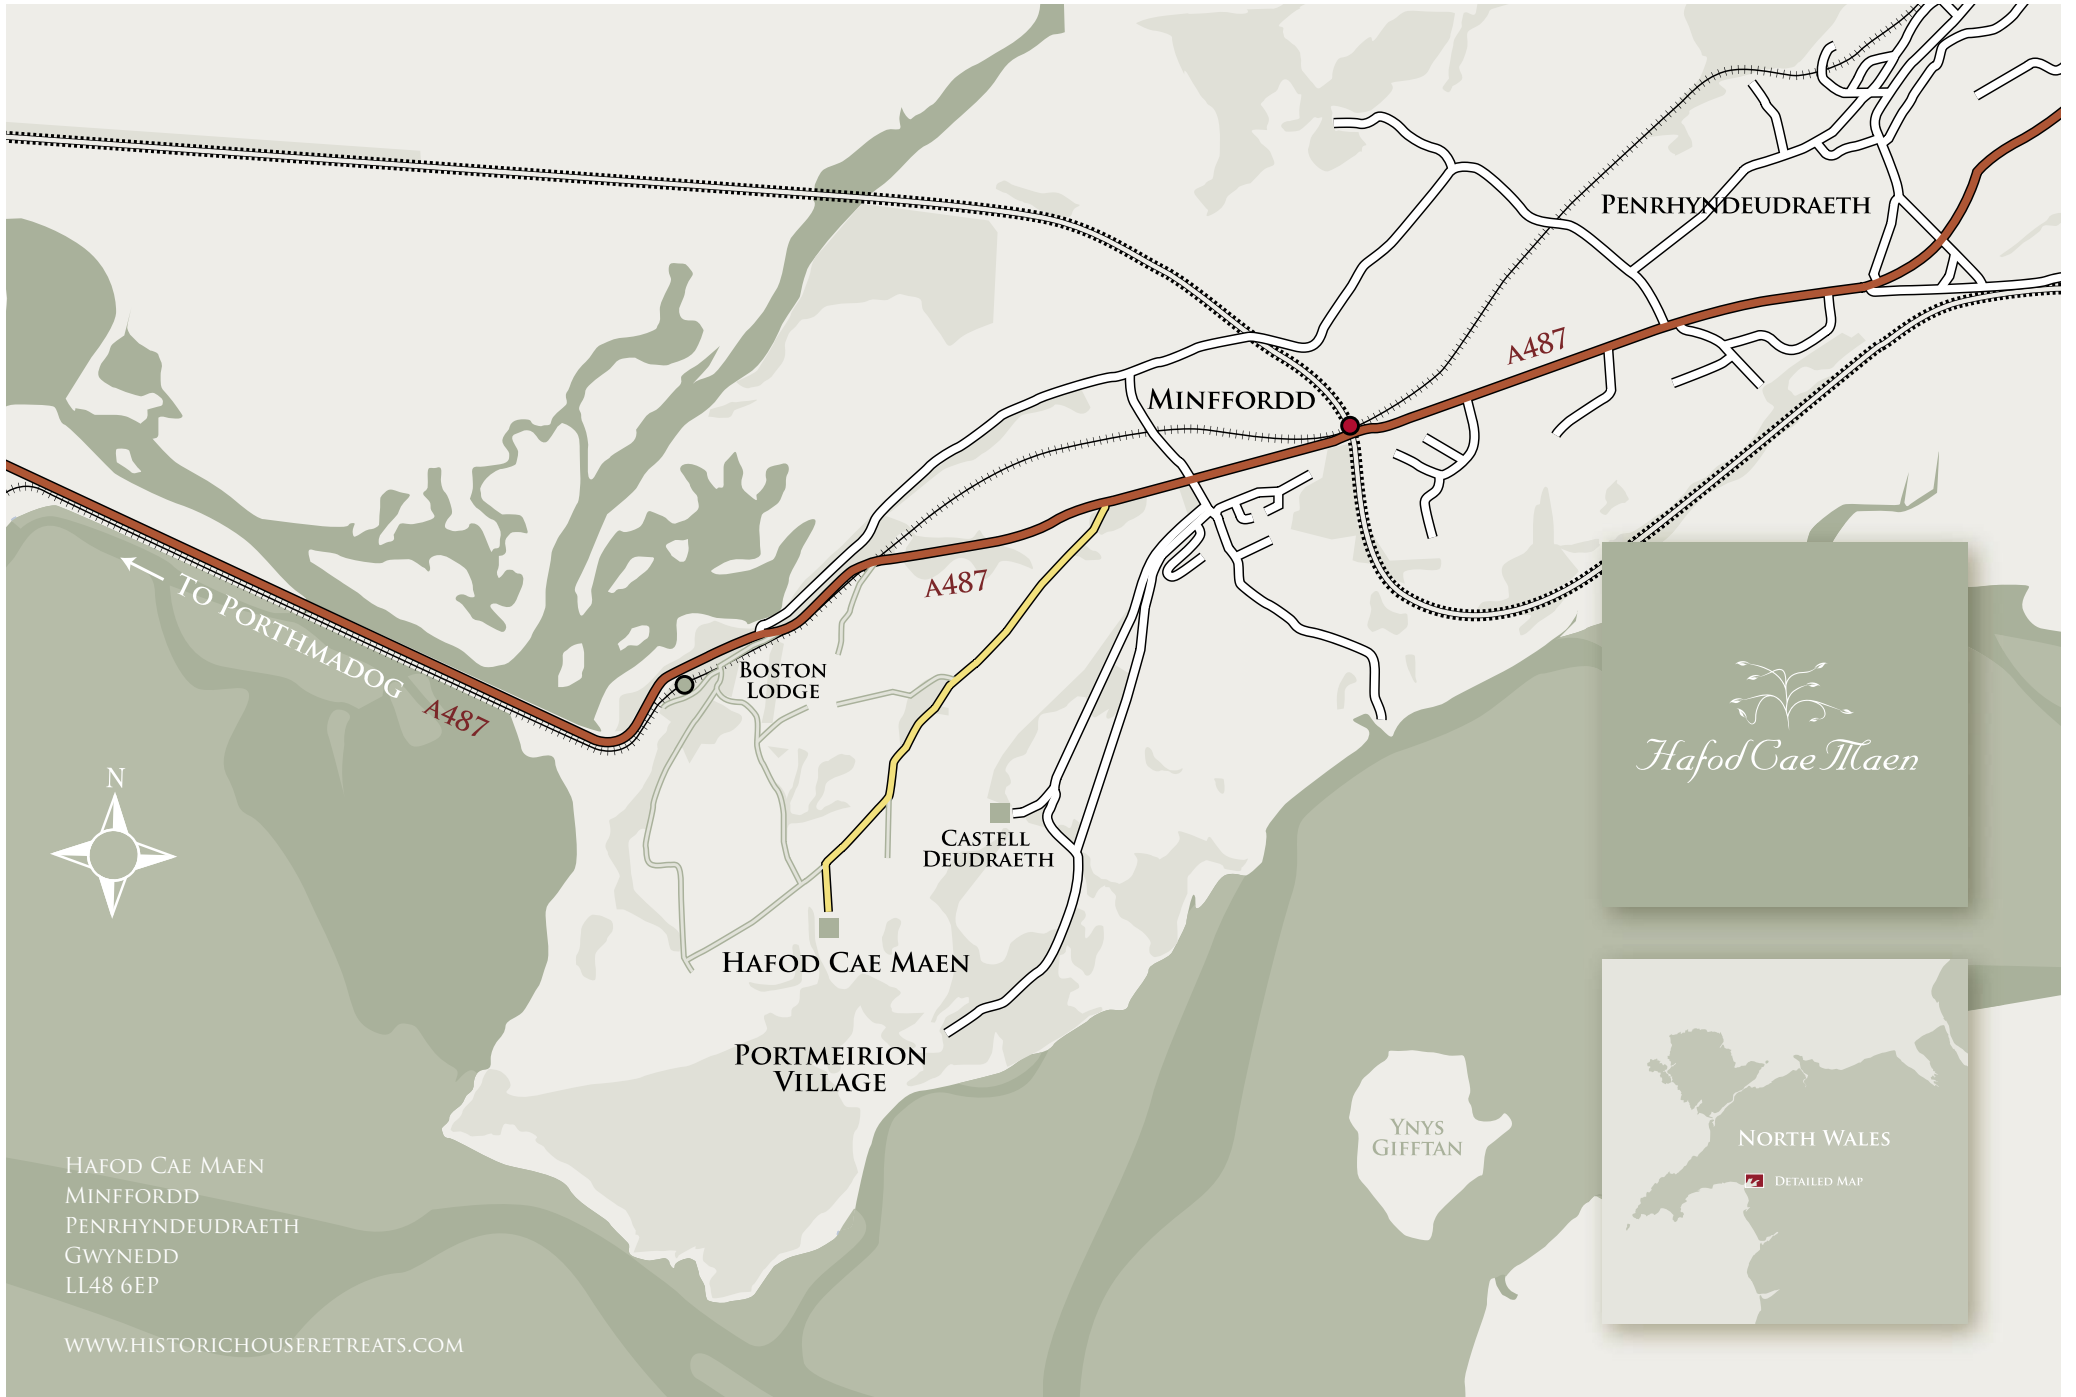 Penrhyndeudraeth
A487
Minffordd
A487
To Porthmadog
A487
Boston
Lodge
Castell
Deudraeth
Hafod Cae Maen
Portmeirion
Village
N
Ynys
Gifftan
Hafod Cae Maen
North Wales
Detailed Map
Hafod Cae Maen
Minffordd
Penrhyndeudraeth
Gwynedd
LL48 6EP
www.historichouseretreats.com